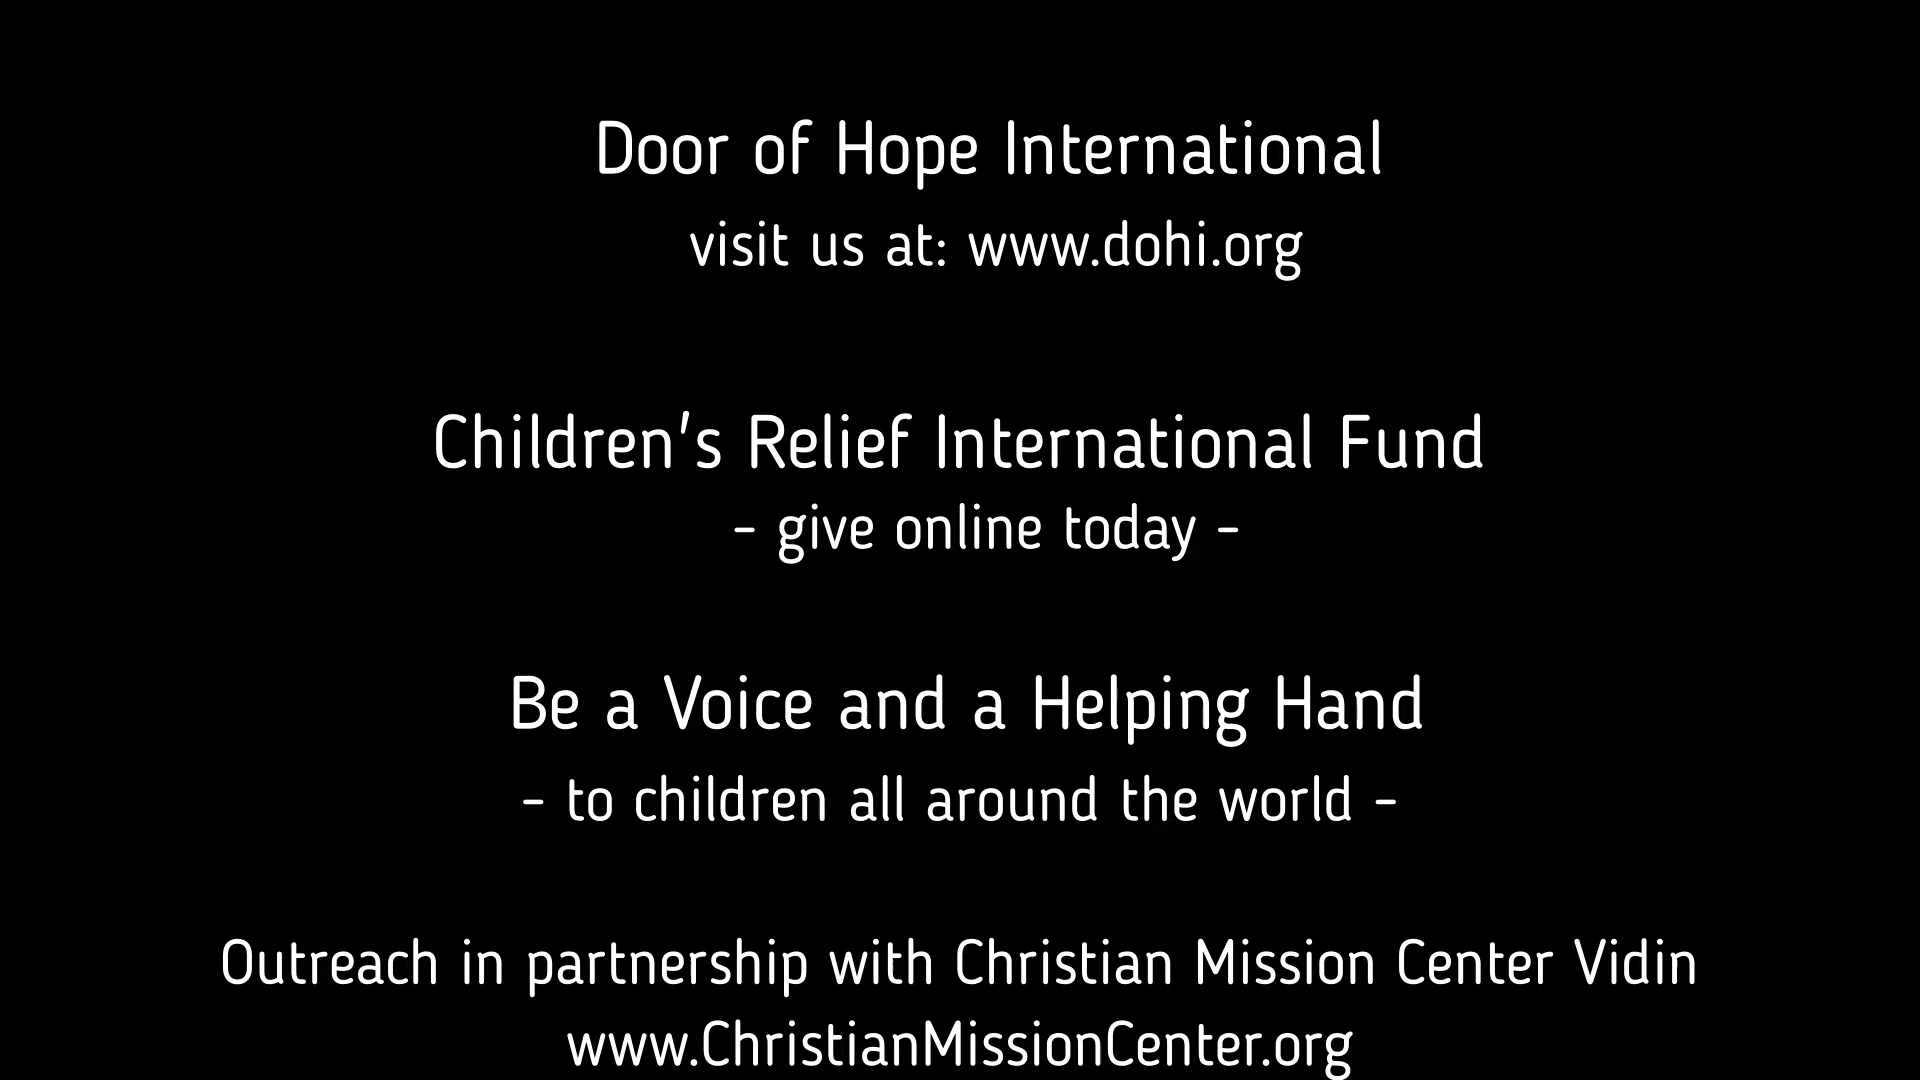 Door of Hope International
visit us at: www.dohi.org
Children's Relief International Fund
- give online today -
Be a Voice and a Helping Hand
- to children all around the world -
Outreach in partnership with Christian Mission Center Vidin
www.ChristianMissionCenter.org